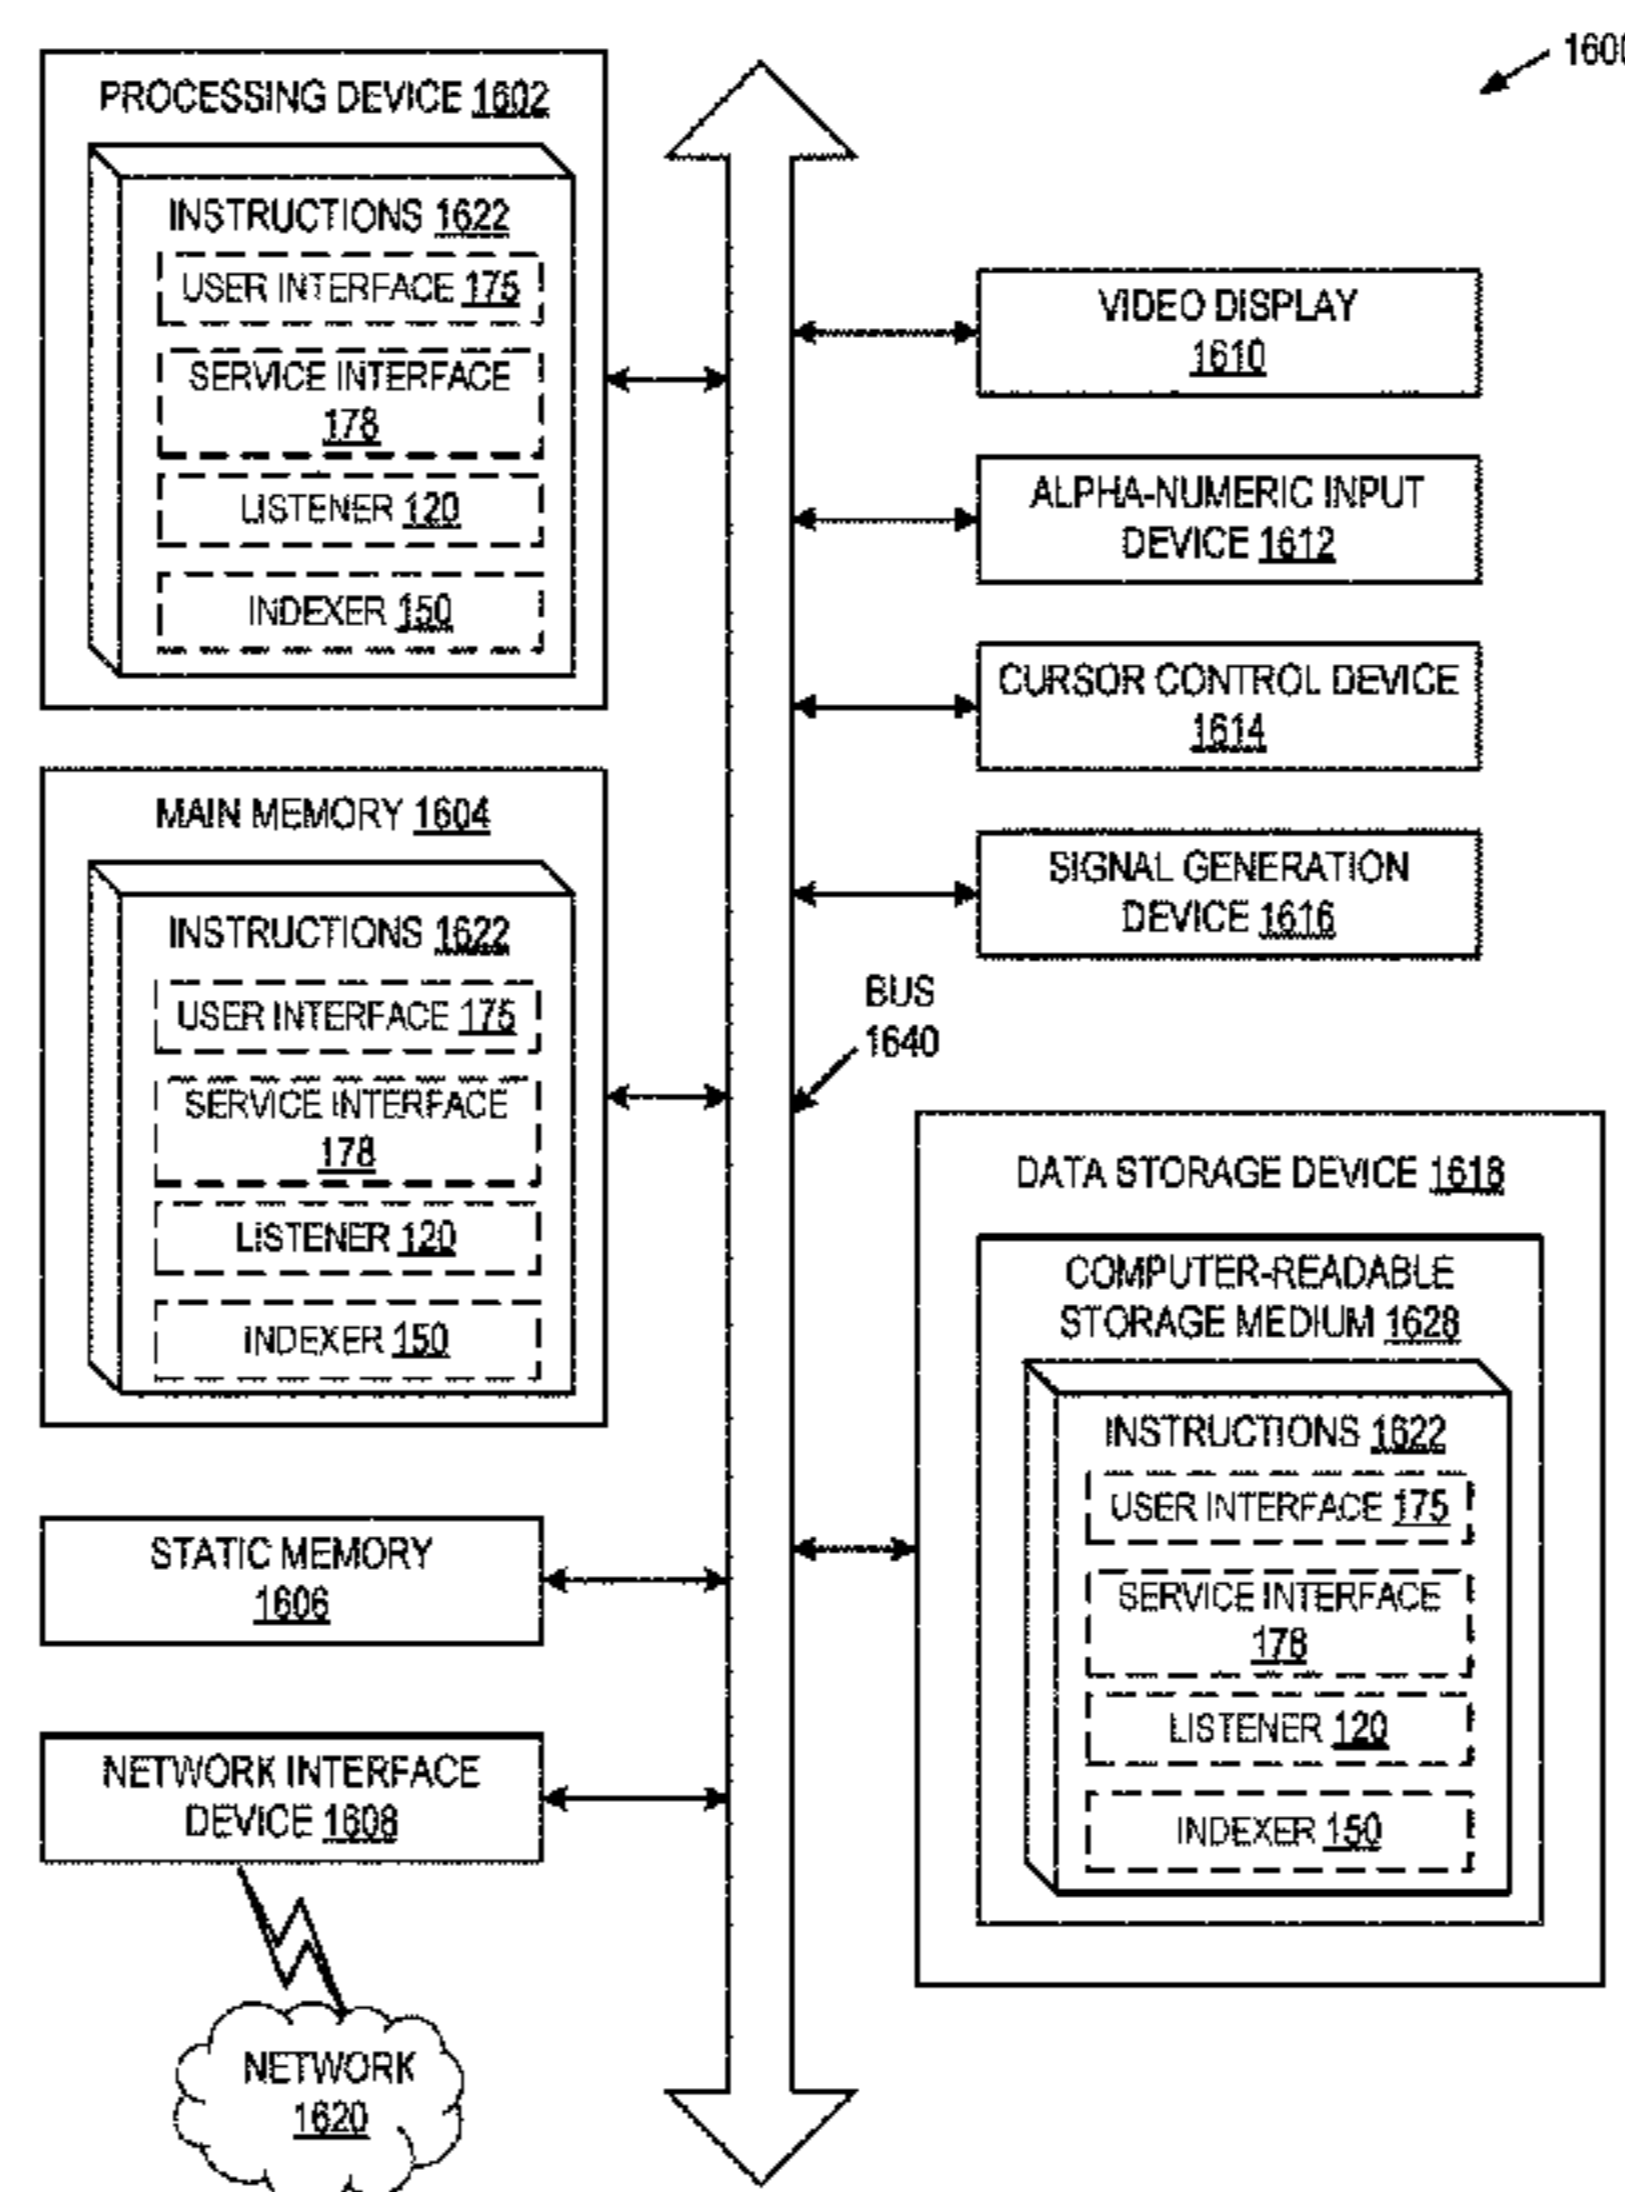 1600
PROCESSING DEVICE 1602
INSTRUCTIONS 1622
USER INTERFACE 175
SERVICE INTERFACE
178
LISTENER 120
INDEXER 150
MAIN MEMORY 1604
INSTRUCTIONS 1622
USER INTERFACE 175
SERVICE INTERFACE
178
LISTENER 120
INDEXER 150
STATIC MEMORY
1606
NETWORK INTERFACE
DEVICE 1608
NETWORK
1620
VIDEO DISPLAY
1610
ALPHA-NUMERIC INPUT
DEVICE 1612
CURSOR CONTROL DEVICE
1614
SIGNAL GENERATION
DEVICE 1616
BUS
1640
DATA STORAGE DEVICE 1618
COMPUTER-READABLE
STORAGE MEDIUM 1628
INSTRUCTIONS 1622
USER INTERFACE 175
SERVICE INTERFACE
178
LISTENER 120
INDEXER 150